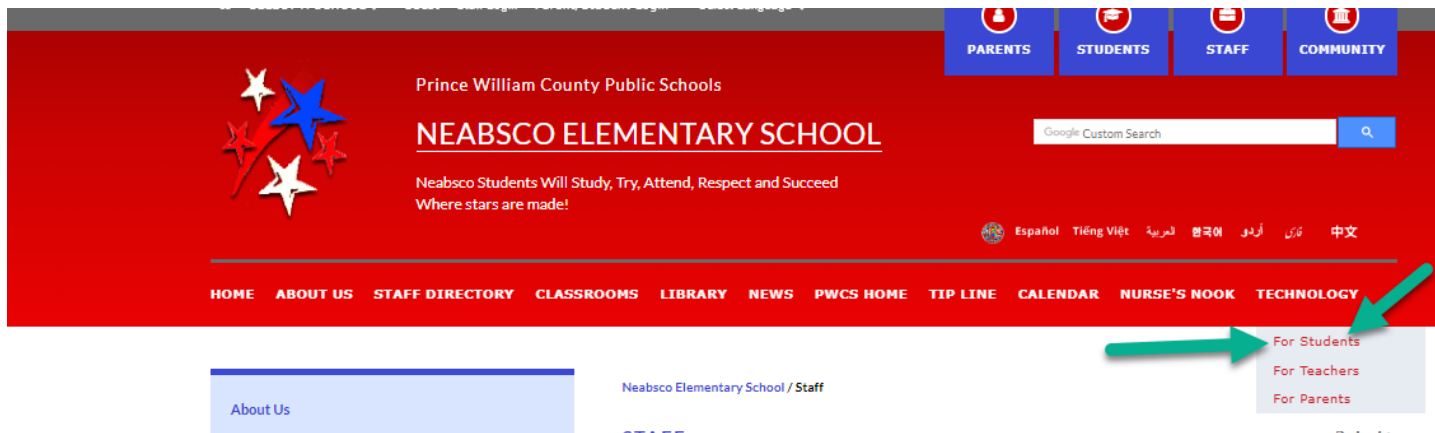 PARENTS STUDENTS STAFF COMMUNITY
Prince William County Public Schools
NEABSCO ELEMENTARY SCHOOL
Google Custom Search
Neabsco Students Will Study, Try, Attend, Respect and Succeed
Where stars are made!
Español Tiếng Việt العربية 한국어 أردو فارسی 中文
HOME ABOUT US STAFF DIRECTORY CLASSROOMS LIBRARY NEWS PWCS HOME TIP LINE CALENDAR NURSE'S NOOK TECHNOLOGY
For Students
For Teachers
For Parents
Neabsco Elementary School / Staff
About Us
STAFF